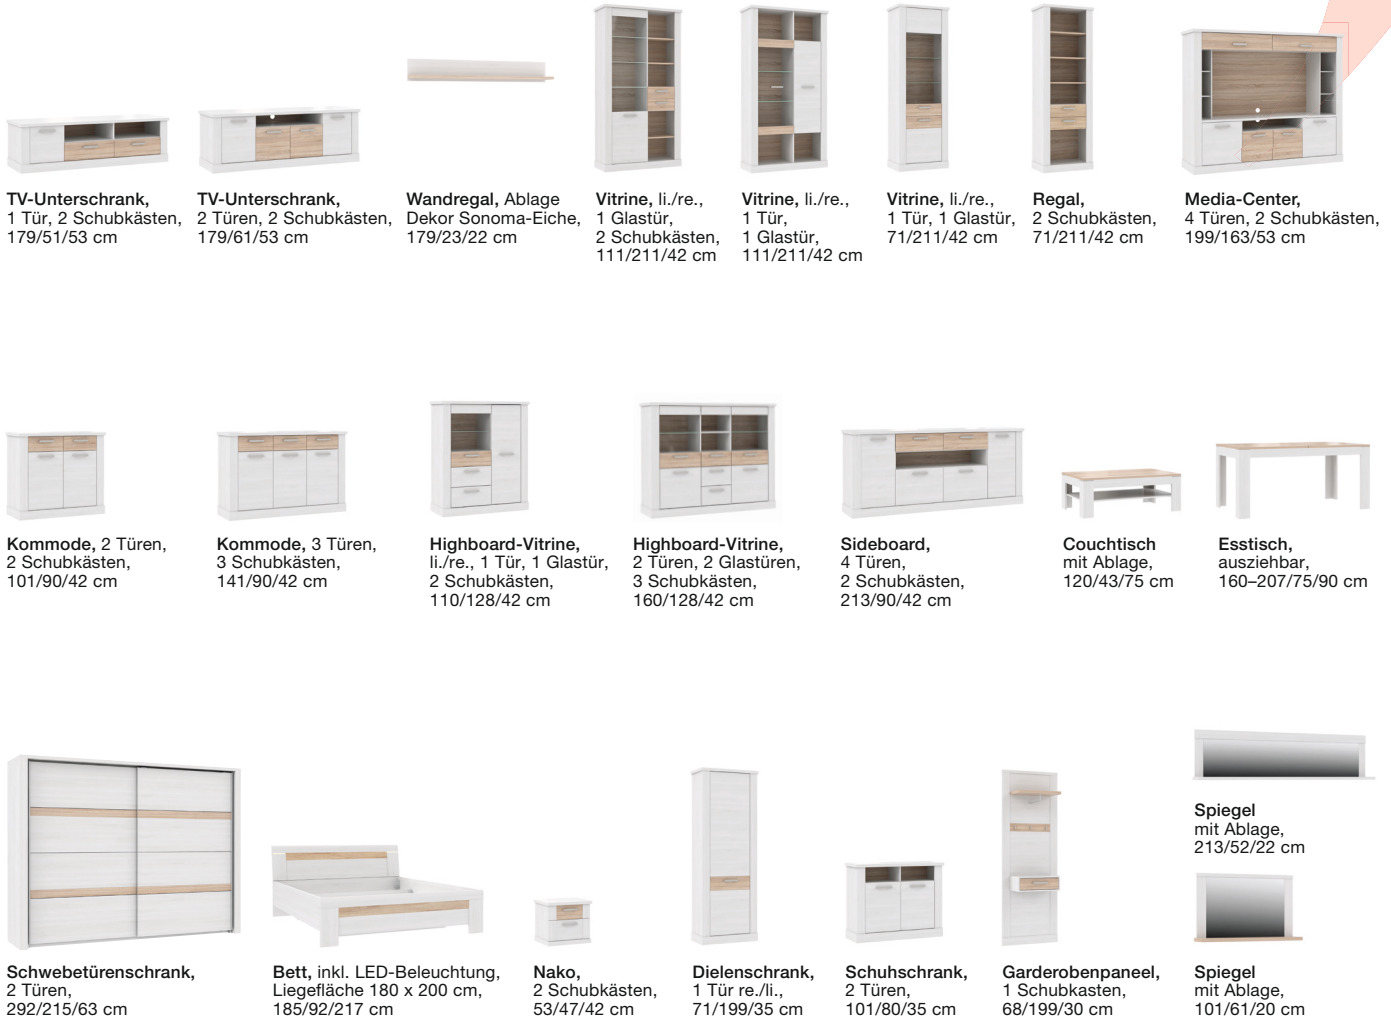 TV-Unterschrank,
1 Tür, 2 Schubkästen,
179/51/53 cm
TV-Unterschrank,
2 Türen, 2 Schubkästen,
179/61/53 cm
Wandregal, Ablage
Dekor Sonoma-Eiche,
179/23/22 cm
Vitrine, li./re.,
1 Glastür,
2 Schubkästen,
111/211/42 cm
Vitrine, li./re.,
1 Tür,
1 Glastür,
111/211/42 cm
Vitrine, li./re.,
1 Tür, 1 Glastür,
71/211/42 cm
Regal,
2 Schubkästen,
71/211/42 cm
Media-Center,
4 Türen, 2 Schubkästen,
199/163/53 cm
Kommode, 2 Türen,
2 Schubkästen,
101/90/42 cm
Kommode, 3 Türen,
3 Schubkästen,
141/90/42 cm
Highboard-Vitrine,
li./re., 1 Tür, 1 Glastür,
2 Schubkästen,
110/128/42 cm
Highboard-Vitrine,
2 Türen, 2 Glastüren,
3 Schubkästen,
160/128/42 cm
Sideboard,
4 Türen,
2 Schubkästen,
213/90/42 cm
Couchtisch
mit Ablage,
120/43/75 cm
Esstisch,
ausziehbar,
160–207/75/90 cm
Schwebetürenschrank,
2 Türen,
292/215/63 cm
Bett, inkl. LED-Beleuchtung,
Liegefläche 180 x 200 cm,
185/92/217 cm
Nako,
2 Schubkästen,
53/47/42 cm
Dielenschrank,
1 Tür re./li.,
71/199/35 cm
Schuhschrank,
2 Türen,
101/80/35 cm
Garderobenpaneel,
1 Schubkasten,
68/199/30 cm
Spiegel
mit Ablage,
213/52/22 cm
Spiegel
mit Ablage,
101/61/20 cm